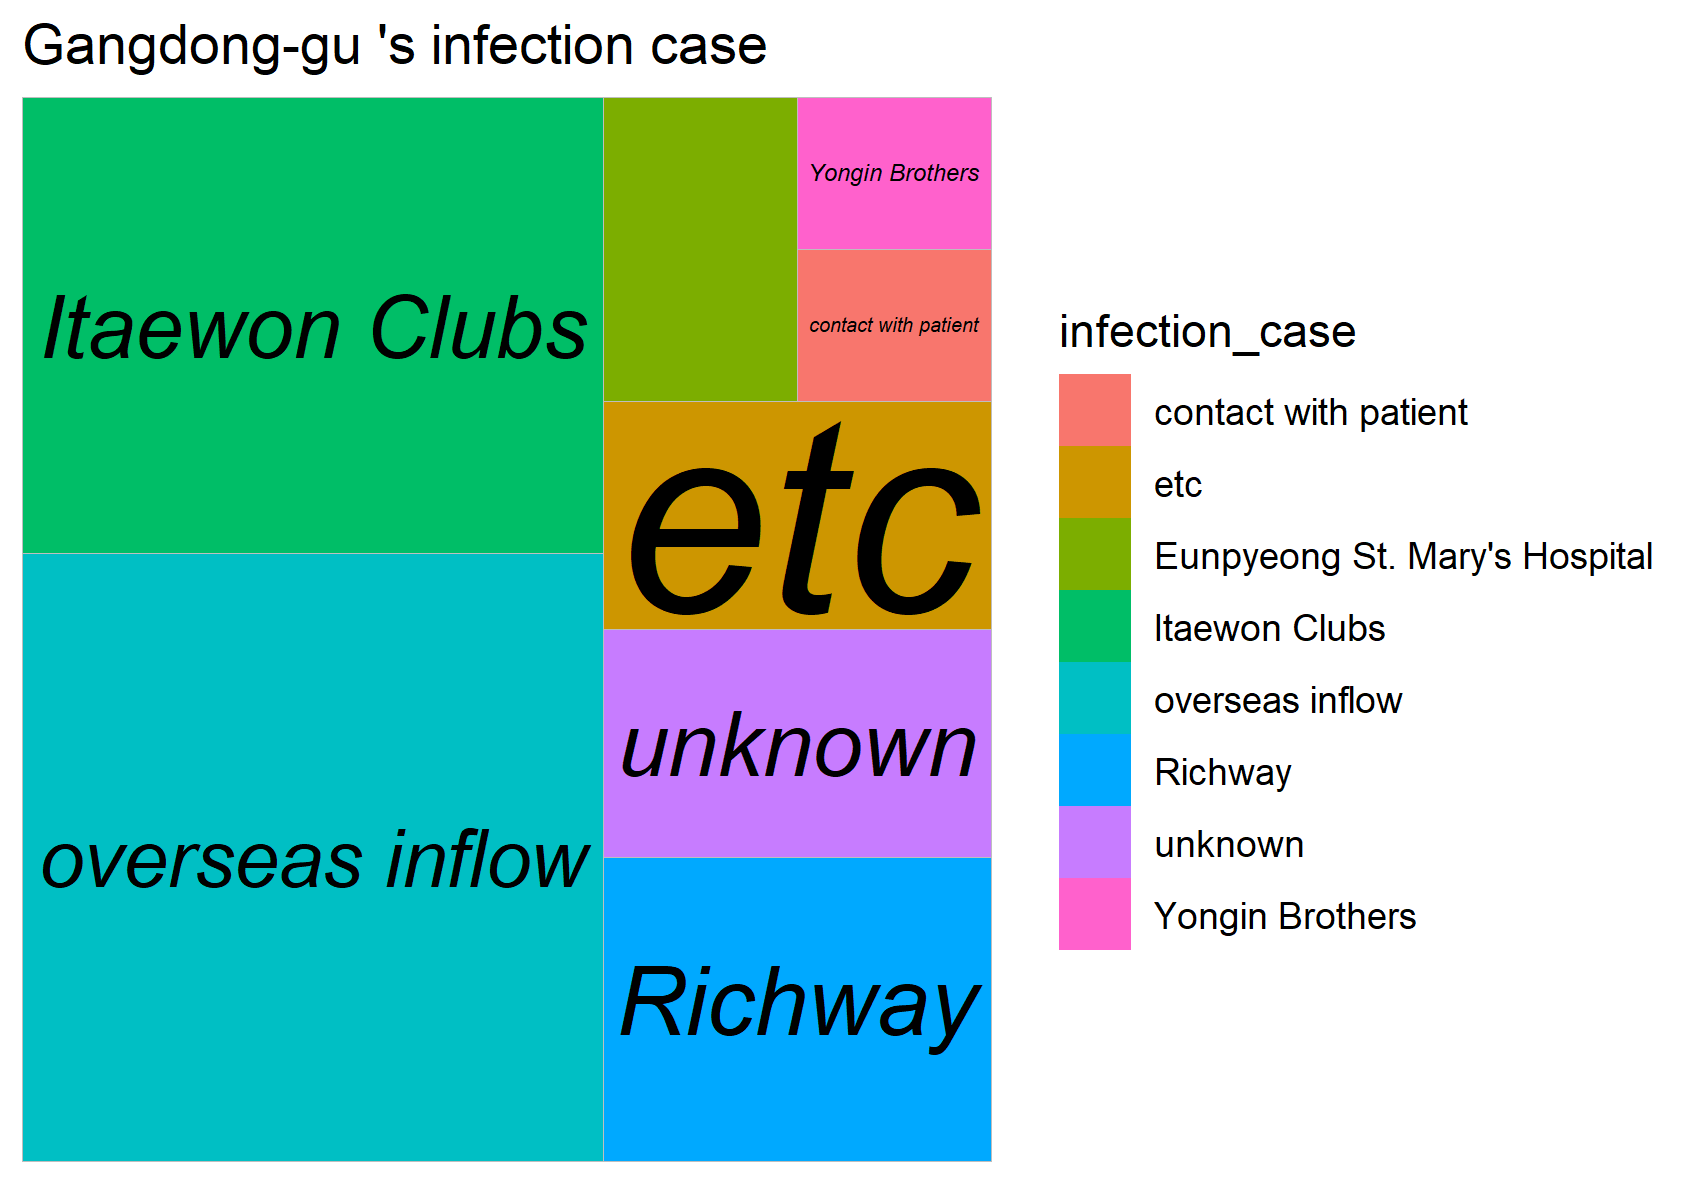 Gangdong-gu 's infection case
Itaewon Clubs
Yongin Brothers
contact with patient
etc
unknown
overseas inflow
Richway
infection_case
contact with patient
etc
Eunpyeong St. Mary's Hospital
Itaewon Clubs
overseas inflow
Richway
unknown
Yongin Brothers